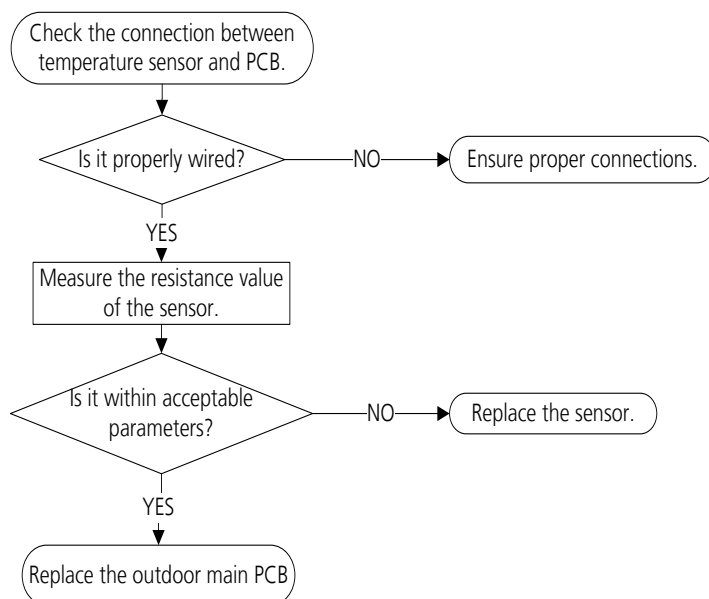 Check the connection between
temperature sensor and PCB.
Is it properly wired?
NO
Ensure proper connections.
YES
Measure the resistance value
of the sensor.
Is it within acceptable
parameters?
NO
Replace the sensor.
YES
Replace the outdoor main PCB